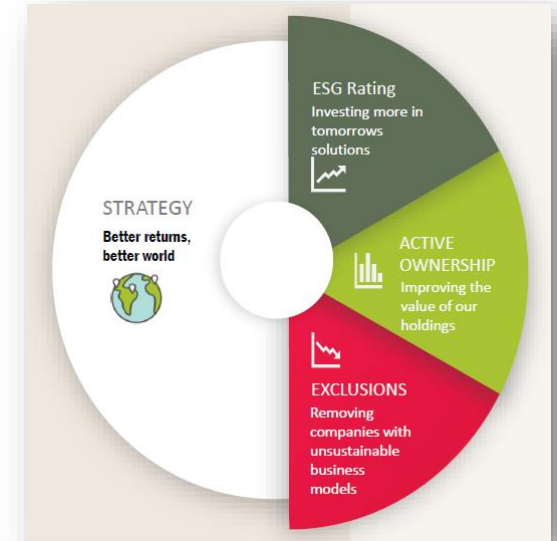 STRATEGY
Better returns,
better world
ESG Rating
Investing more in
tomorrows
solutions
ACTIVE
OWNERSHIP
Improving the
value of our
holdings
EXCLUSIONS
Removing
companies with
unsustainable
business
models